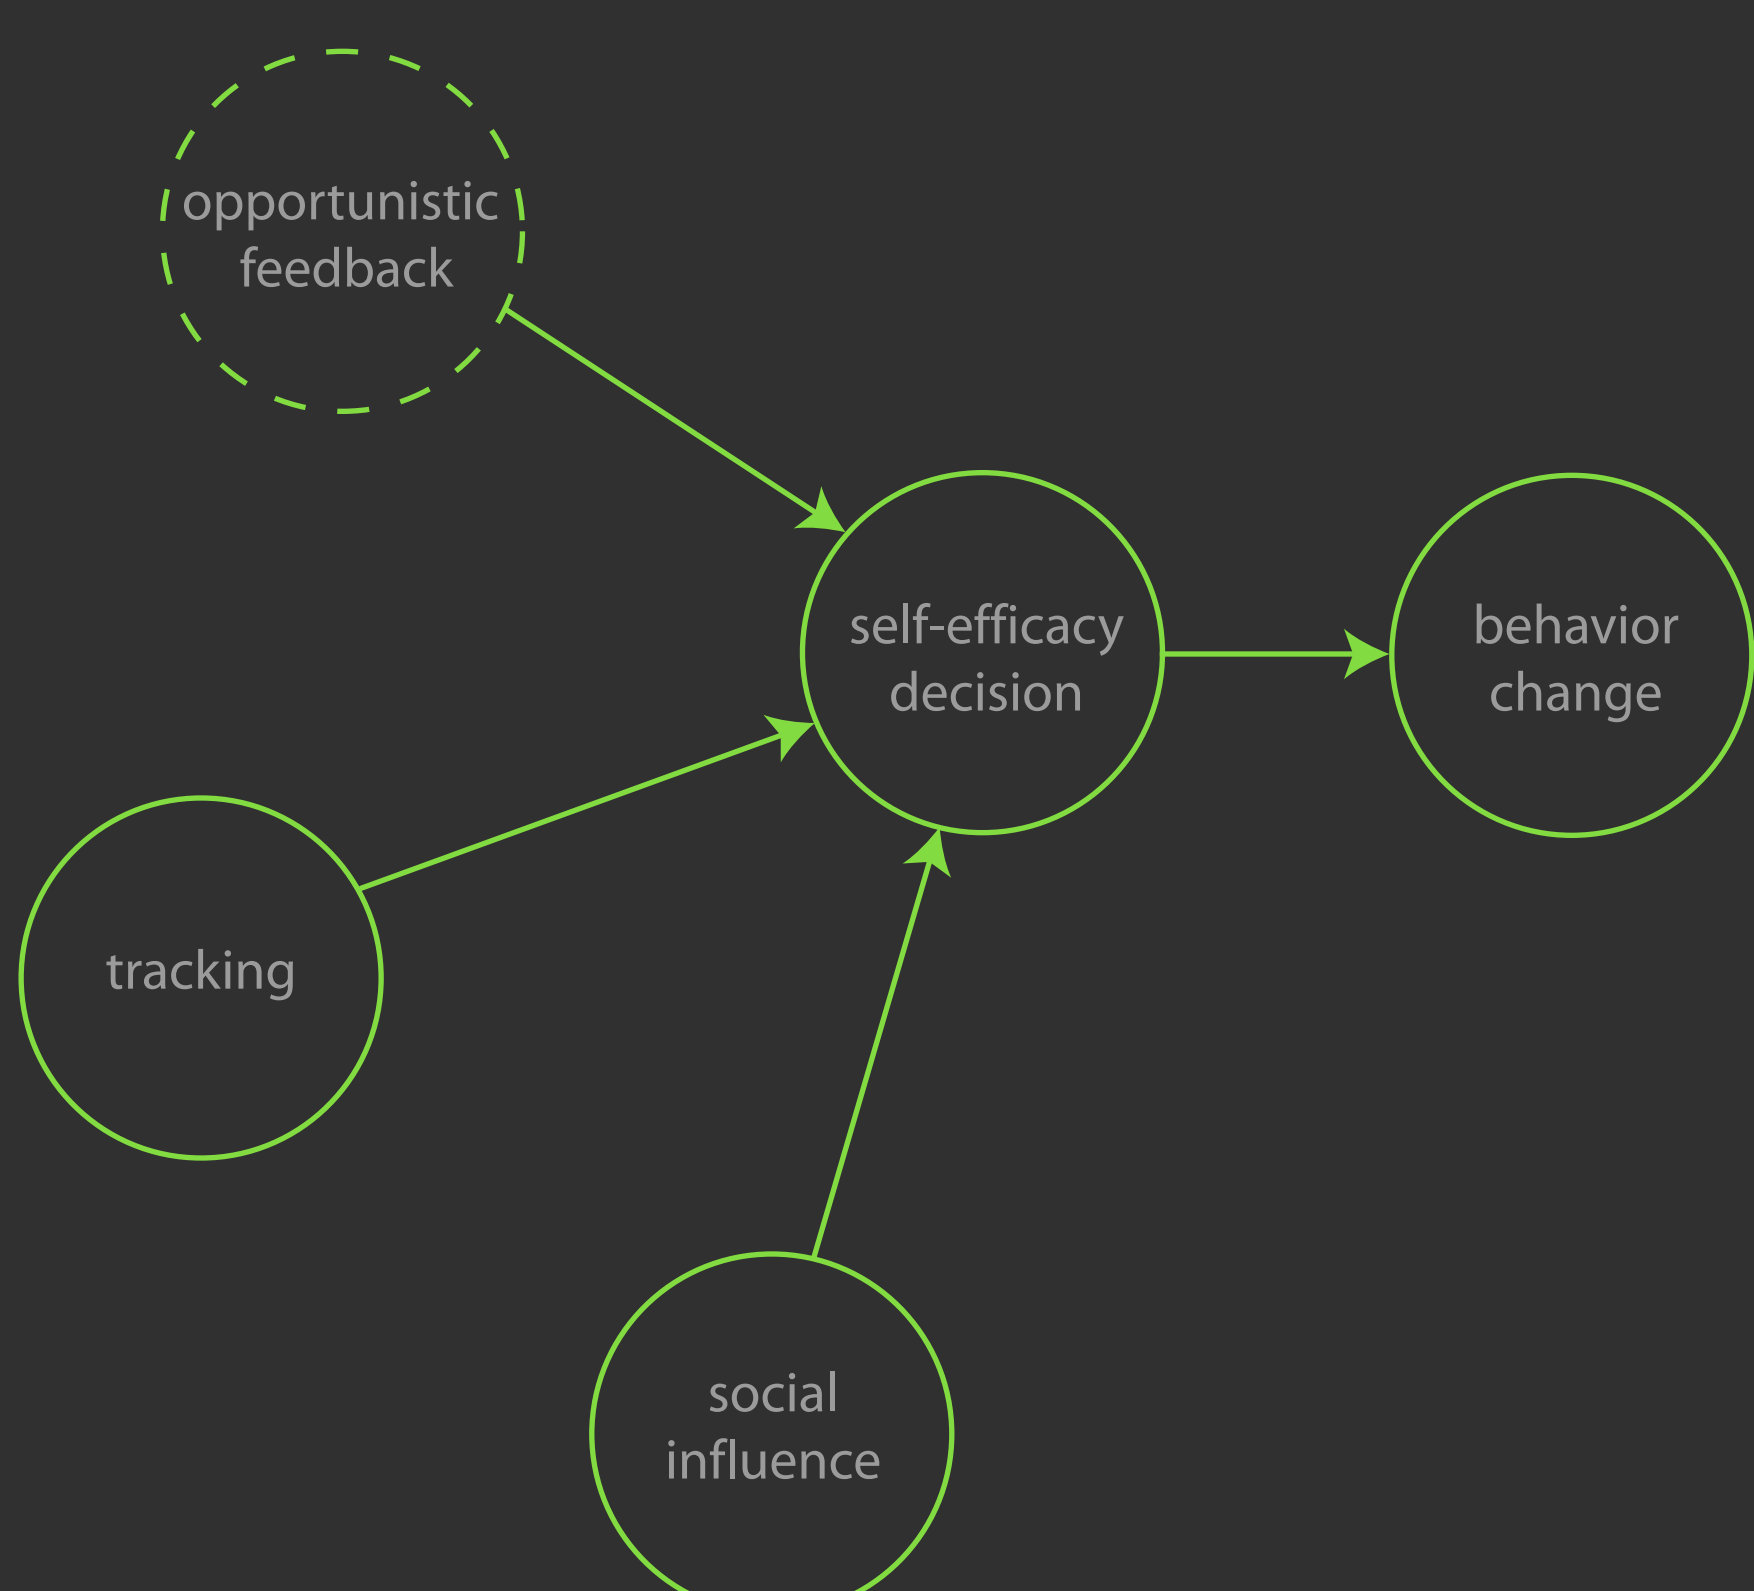 opportunistic
feedback
self-efficacy
decision
behavior
change
tracking
social
influence